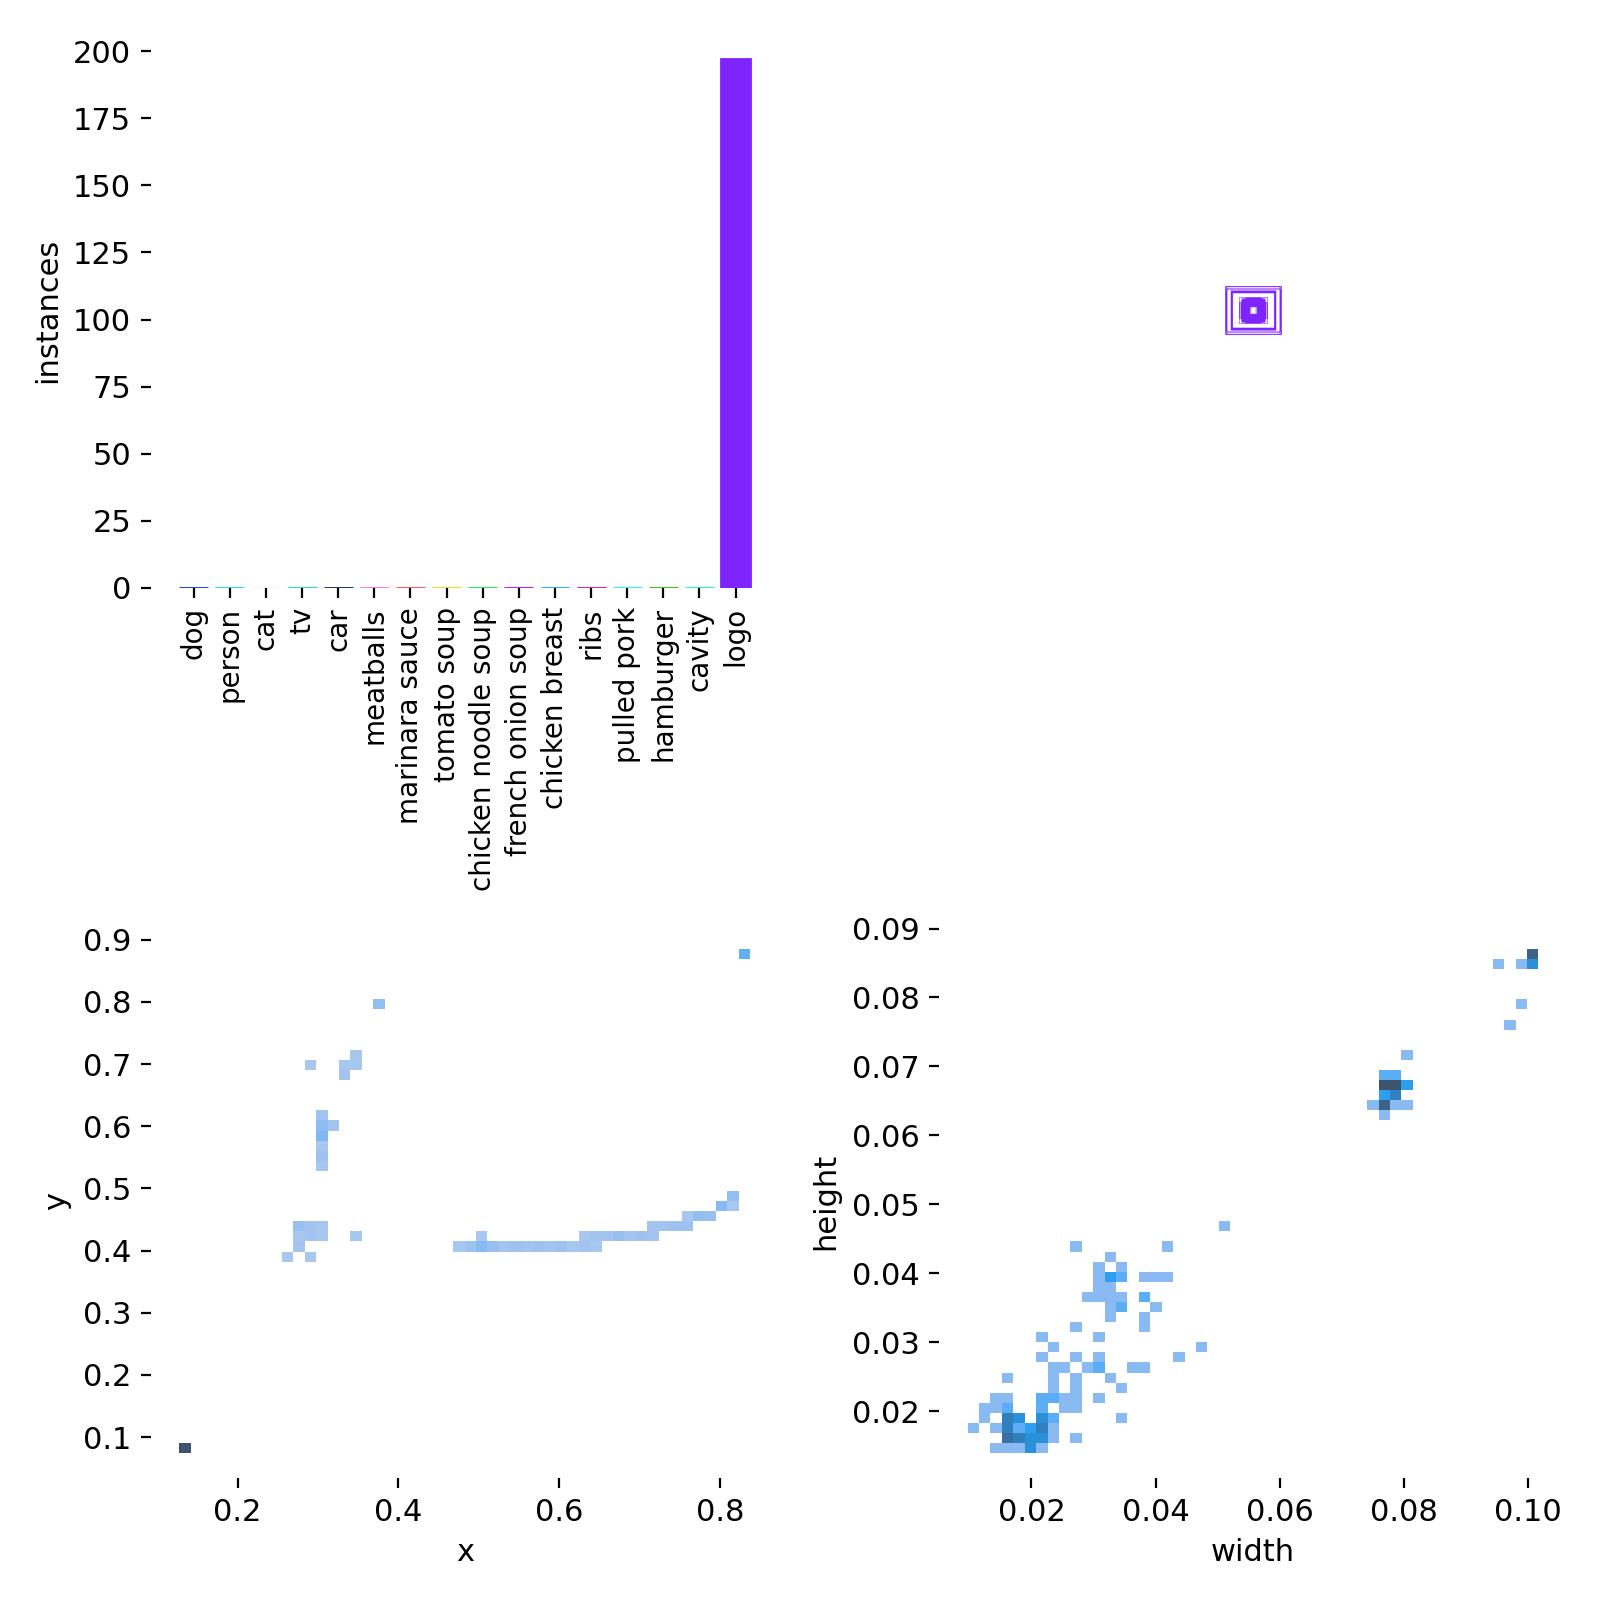 200
175
150
125
100
75
50
25
0
instances
dog
person
cat
tv
car
meatballs
marinara sauce
tomato soup
chicken noodle soup
french onion soup
chicken breast
ribs
pulled pork
hamburger
cavity
logo
0.9
0.8
0.7
0.6
0.5
0.4
0.3
0.2
0.1
y
0.2 0.4 0.6 0.8
x
0.09
0.08
0.07
0.06
0.05
0.04
0.03
0.02
height
0.02 0.04 0.06 0.08 0.10
width